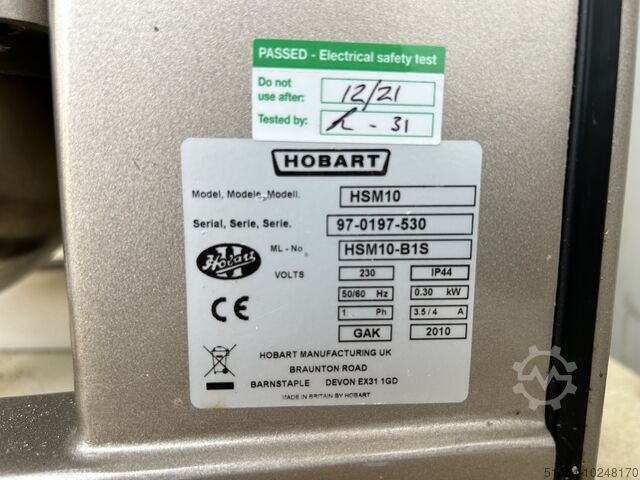 PASSED - Electrical safety test
Do not use after: 12/21
Tested by: - 31
HOBART
Model, Modele, Modell. HSM10
Serial, Serie, Serie. 97-0197-530
Hobart ML - No HSM10-B1S
VOLTS 230 IP44
50/60 Hz 0.30 kW
CE 1 Ph 3.5/4 A
GAK 2010
HOBART MANUFACTURING UK
BRAUNTON ROAD
BARNSTAPLE DEVON EX31 1GD
MADE IN BRITAIN BY HOBART